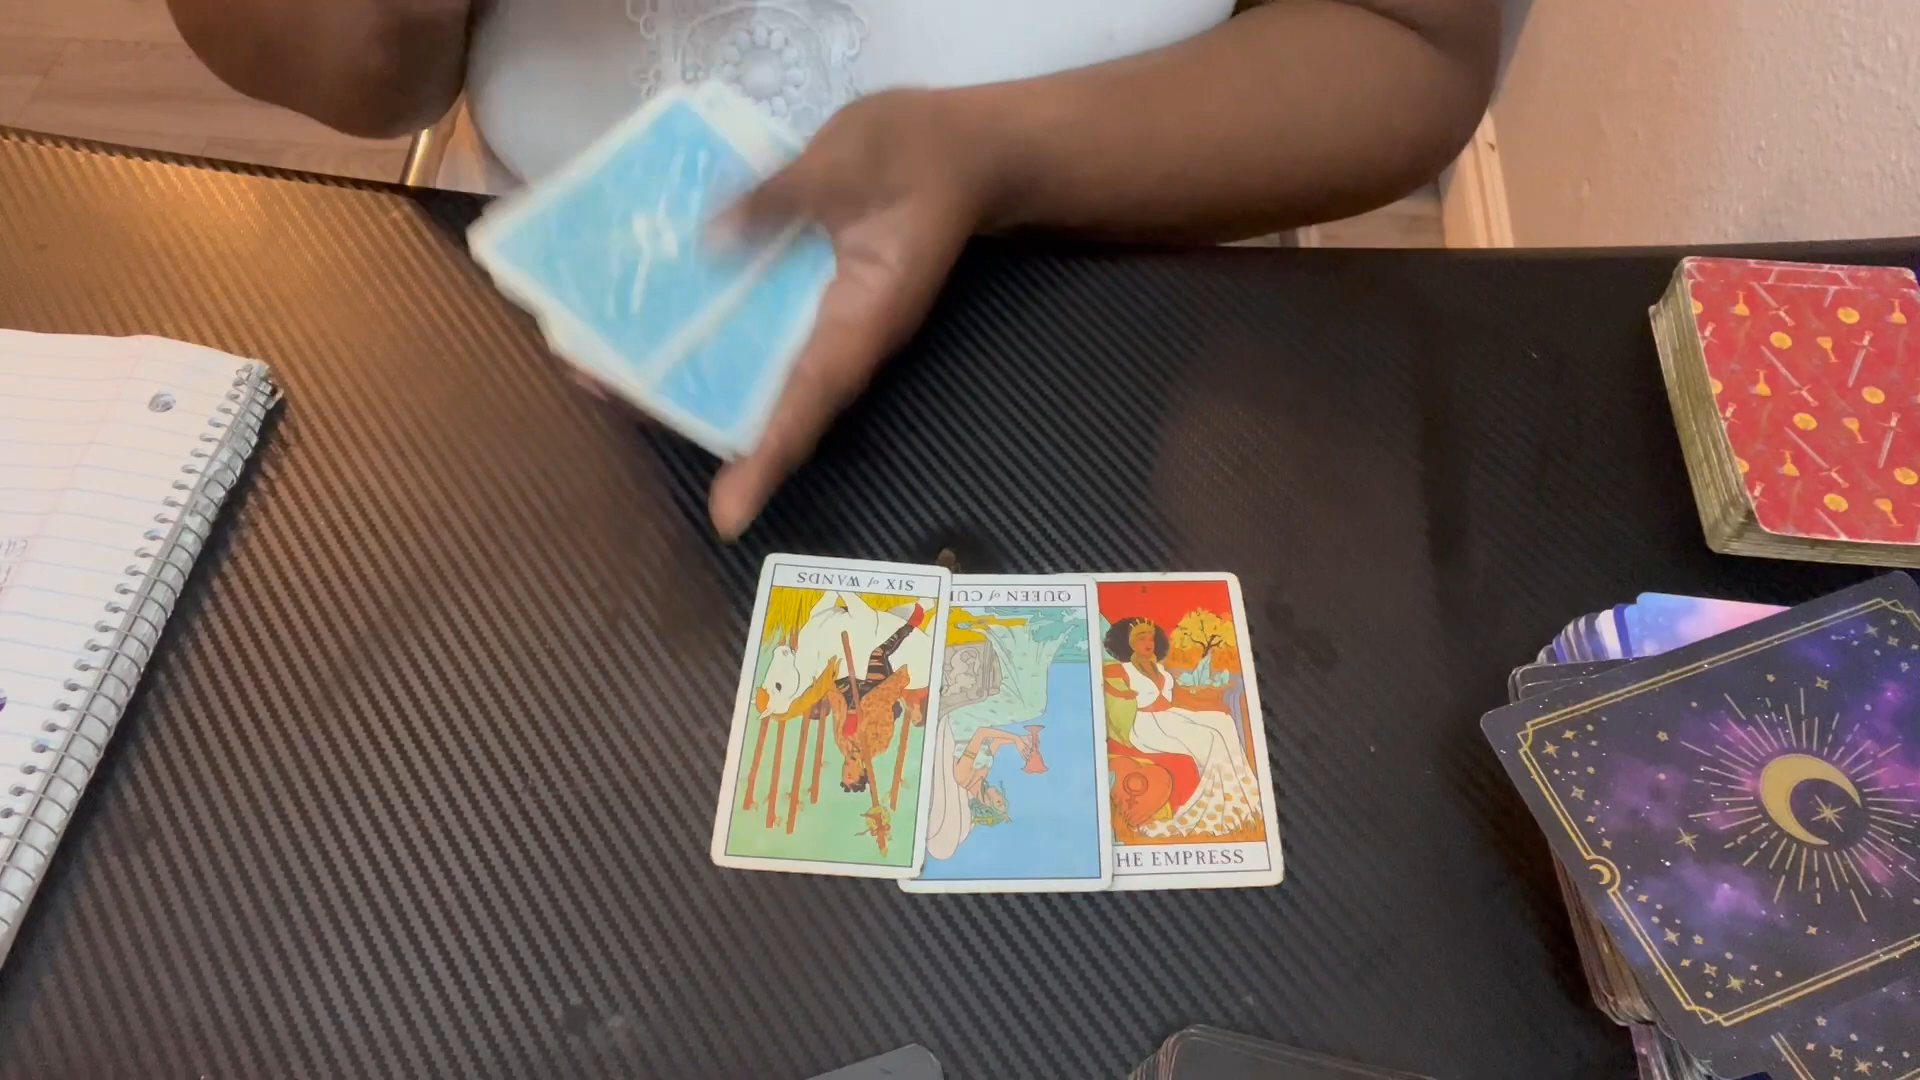 SIX of WANDS
QUEEN of CU
HE EMPRESS